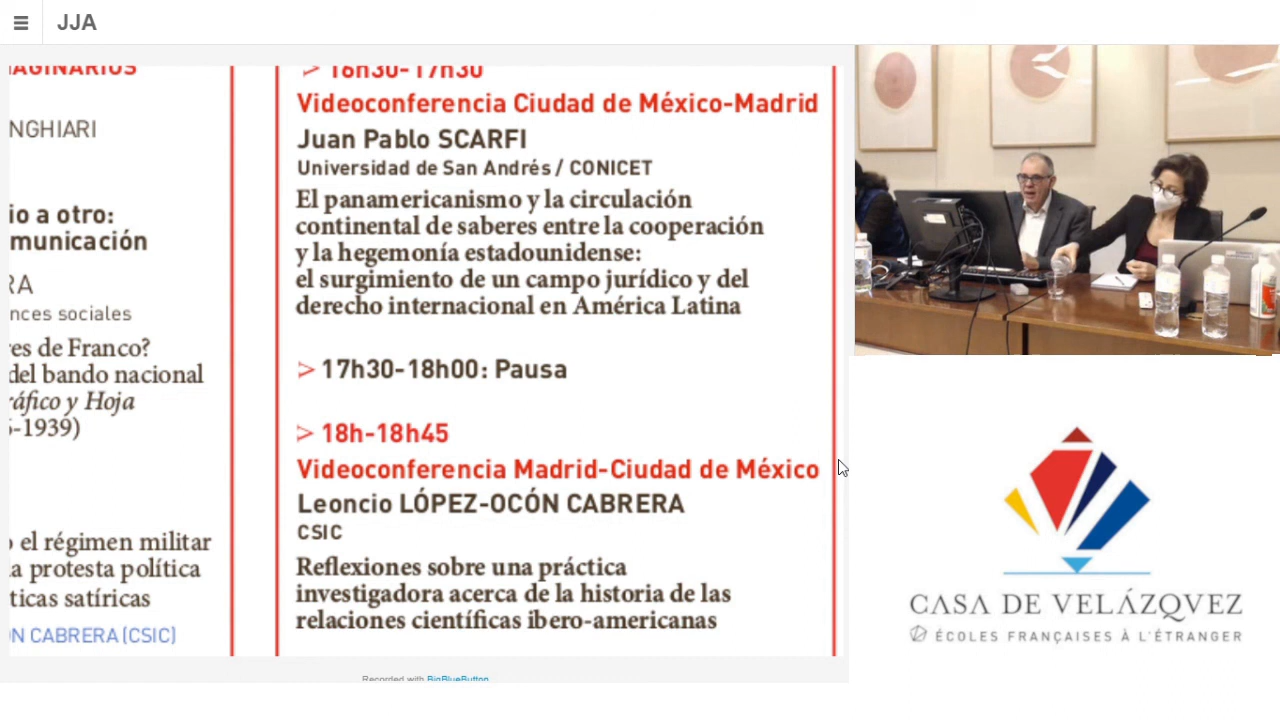 JJA
IMAGINARIOS
NGHIARI
io a otro:
municación
RA
nces sociales
res de Franco?
del bando nacional
ráfico y Hoja
-1939)
o el régimen militar
la protesta política
ticas satíricas
ÓN CABRERA (CSIC)
> 16h30-17h30
Videoconferencia Ciudad de México-Madrid
Juan Pablo SCARFI
Universidad de San Andrés / CONICET
El panamericanismo y la circulación
continental de saberes entre la cooperación
y la hegemonía estadounidense:
el surgimiento de un campo jurídico y del
derecho internacional en América Latina
> 17h30-18h00: Pausa
> 18h-18h45
Videoconferencia Madrid-Ciudad de México
Leoncio LÓPEZ-OCÓN CABRERA
CSIC
Reflexiones sobre una práctica
investigadora acerca de la historia de las
relaciones científicas ibero-americanas
Recorded with BigBlueButton
CASA DE VELÁZQVEZ
ÉCOLES FRANÇAISES À L'ÉTRANGER